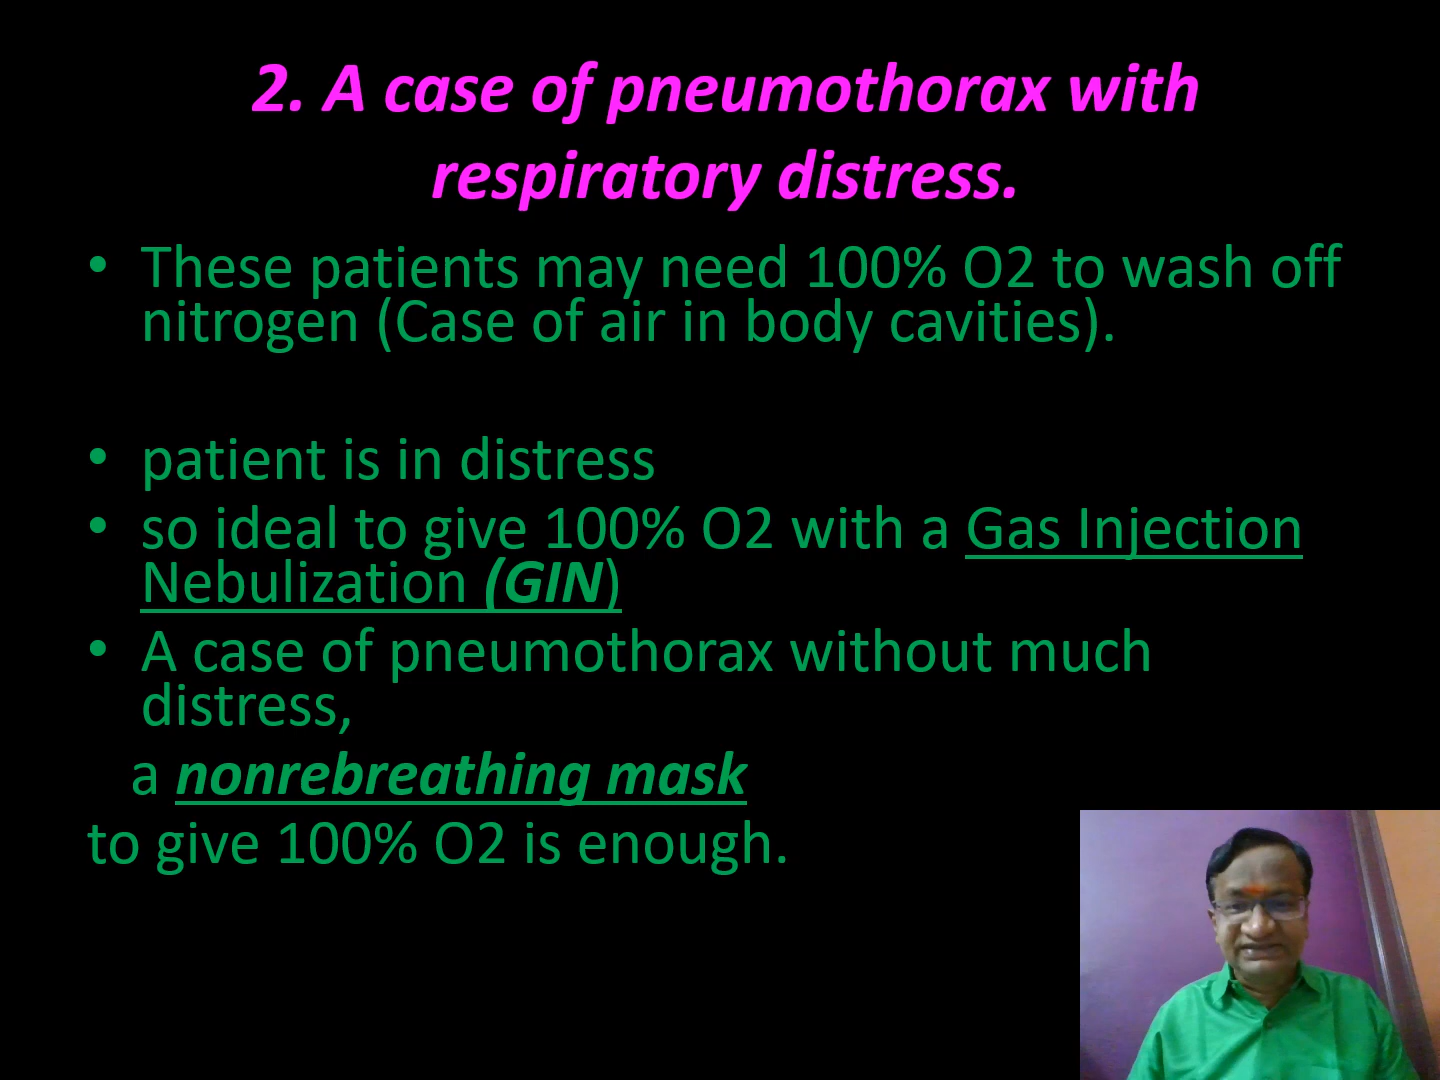 2. A case of pneumothorax with
respiratory distress.
• These patients may need 100% O2 to wash off
nitrogen (Case of air in body cavities).
• patient is in distress
• so ideal to give 100% O2 with a Gas Injection
Nebulization (GIN)
• A case of pneumothorax without much
distress,
a nonrebreathing mask
to give 100% O2 is enough.